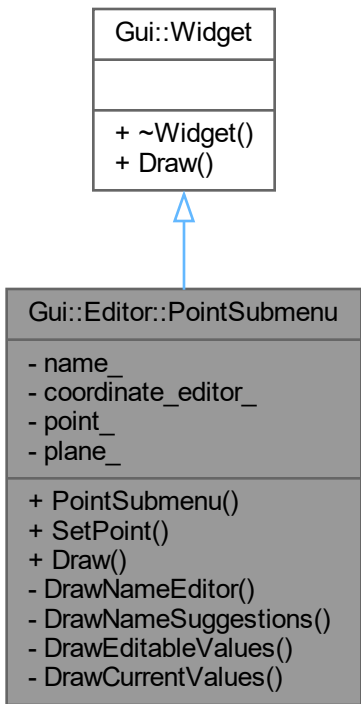 Gui::Widget
+ ~Widget()
+ Draw()
Gui::Editor::PointSubmenu
- name_
- coordinate_editor_
- point_
- plane_
+ PointSubmenu()
+ SetPoint()
+ Draw()
- DrawNameEditor()
- DrawNameSuggestions()
- DrawEditableValues()
- DrawCurrentValues()